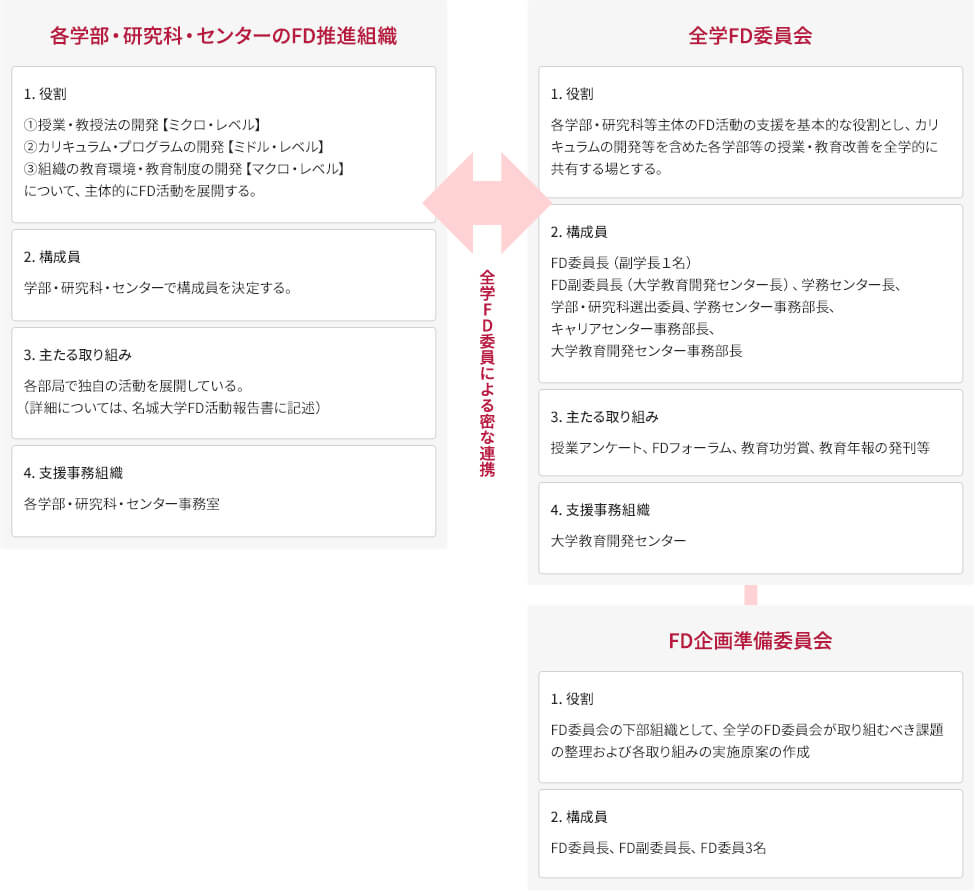 各学部・研究科・センターのFD推進組織
1. 役割
①授業・教授法の開発【ミクロ・レベル】
②カリキュラム・プログラムの開発【ミドル・レベル】
③組織の教育環境・教育制度の開発【マクロ・レベル】
について、主体的にFD活動を展開する。
2. 構成員
学部・研究科・センターで構成員を決定する。
3. 主たる取り組み
各部局で独自の活動を展開している。
（詳細については、名城大学FD活動報告書に記述）
4. 支援事務組織
各学部・研究科・センター事務室
全学FD委員による密な連携
全学FD委員会
1. 役割
各学部・研究科等主体のFD活動の支援を基本的な役割とし、カリ
キュラムの開発等を含めた各学部等の授業・教育改善を全学的に
共有する場とする。
2. 構成員
FD委員長（副学長１名）
FD副委員長（大学教育開発センター長）、学務センター長、
学部・研究科選出委員、学務センター事務部長、
キャリアセンター事務部長、
大学教育開発センター事務部長
3. 主たる取り組み
授業アンケート、FDフォーラム、教育功労賞、教育年報の発刊等
4. 支援事務組織
大学教育開発センター
FD企画準備委員会
1. 役割
FD委員会の下部組織として、全学のFD委員会が取り組むべき課題
の整理および各取り組みの実施原案の作成
2. 構成員
FD委員長、FD副委員長、FD委員3名